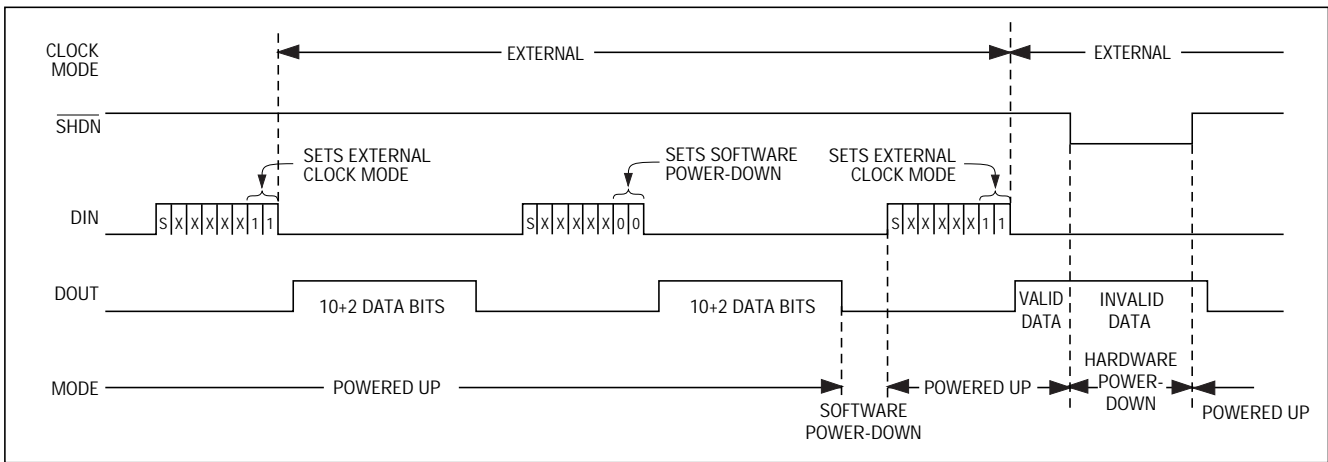 CLOCK
MODE
EXTERNAL
EXTERNAL
SHDN
SETS EXTERNAL
CLOCK MODE
SETS SOFTWARE
POWER-DOWN
SETS EXTERNAL
CLOCK MODE
DIN
S X X X X X 1 1
S X X X X X 0 0
S X X X X X 1 1
DOUT
10+2 DATA BITS
10+2 DATA BITS
VALID
DATA
INVALID
DATA
MODE
POWERED UP
SOFTWARE
POWER-DOWN
POWERED UP
HARDWARE
POWER-
DOWN
POWERED UP